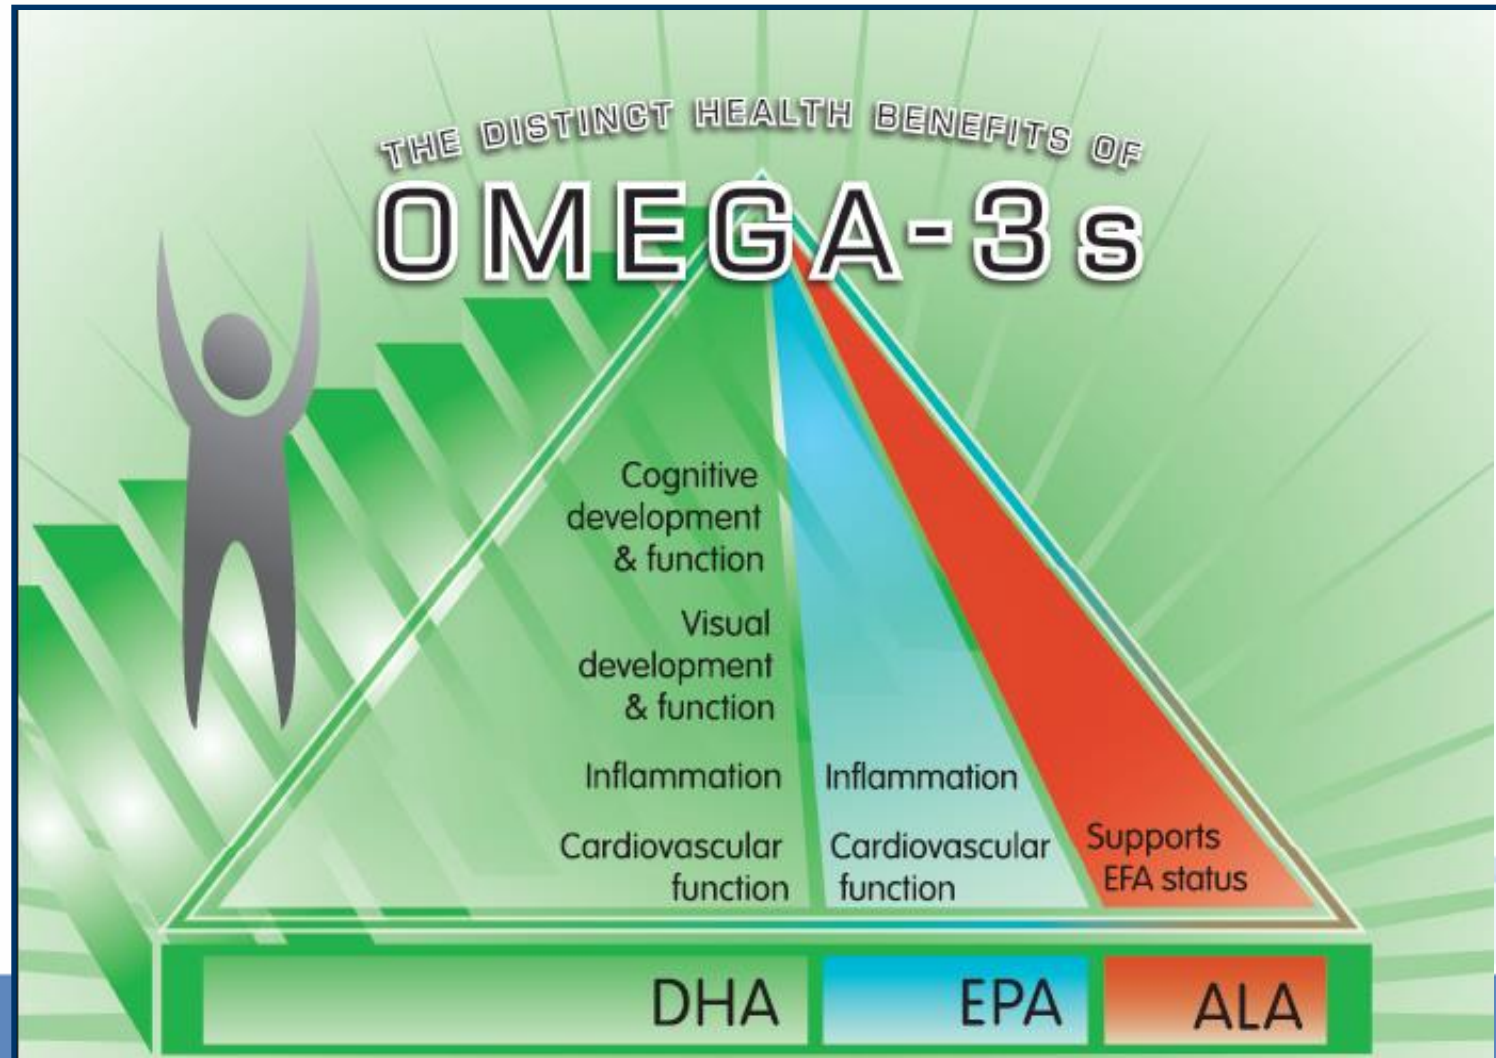 THE DISTINCT HEALTH BENEFITS OF
OMEGA-3s
Cognitive
development
& function
Visual
development
& function
Inflammation
Cardiovascular
function
Inflammation
Cardiovascular
function
Supports
EFA status
DHA
EPA
ALA